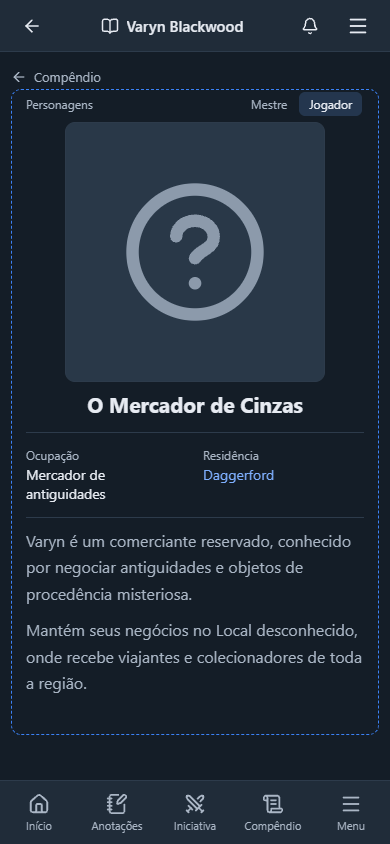 Varyn Blackwood
Compêndio
Personagens
Mestre
Jogador
O Mercador de Cinzas
Ocupação
Mercador de
antiguidades
Residência
Daggerford
Varyn é um comerciante reservado, conhecido
por negociar antiguidades e objetos de
procedência misteriosa.
Mantém seus negócios no Local desconhecido,
onde recebe viajantes e colecionadores de toda
a região.
Início
Anotações
Iniciativa
Compêndio
Menu